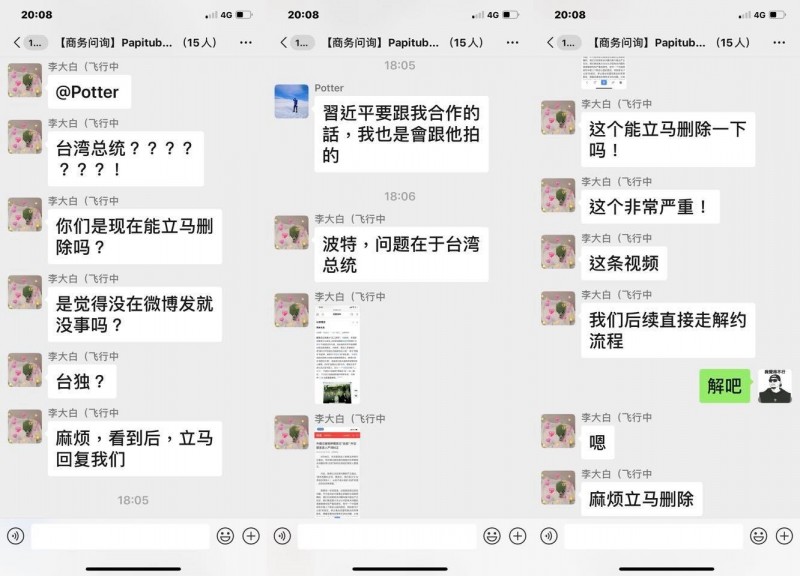 20:08
4G
1...
【商务问询】Papitub... （15人）
李大白（飞行中
@Potter
李大白（飞行中
台湾总统？？？？
？？？！
李大白（飞行中
你们是现在能立马删
除吗？
李大白（飞行中
是觉得没在微博发就
没事吗？
李大白（飞行中
台独？
李大白（飞行中
麻烦，看到后，立马
回复我们
18:05
20:08
4G
1...
【商务问询】Papitub... （15人）
18:05
Potter
習近平要跟我合作的
話，我也是會跟他拍
的
18:06
李大白（飞行中
波特，问题在于台湾
总统
李大白（飞行中
李大白（飞行中
20:08
4G
1...
【商务问询】Papitub... （15人）
李大白（飞行中
这个能立马删除一下
吗！
李大白（飞行中
这个非常严重！
李大白（飞行中
这条视频
李大白（飞行中
我们后续直接走解约
流程
解吧
李大白（飞行中
嗯
李大白（飞行中
麻烦立马删除